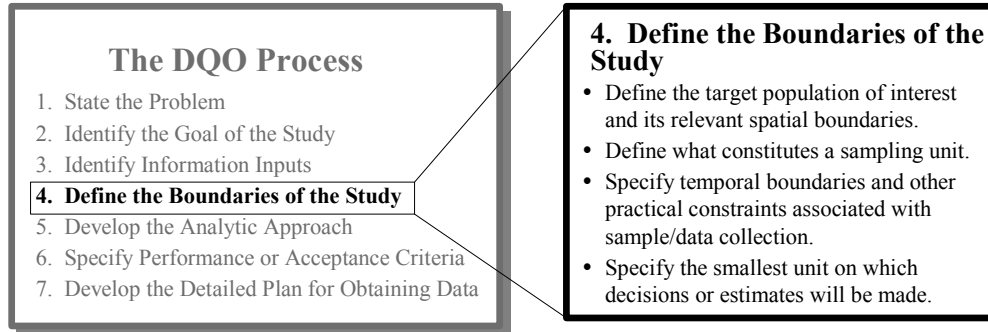 The DQO Process
1. State the Problem
2. Identify the Goal of the Study
3. Identify Information Inputs
4. Define the Boundaries of the Study
5. Develop the Analytic Approach
6. Specify Performance or Acceptance Criteria
7. Develop the Detailed Plan for Obtaining Data
4. Define the Boundaries of the
Study
• Define the target population of interest
and its relevant spatial boundaries.
• Define what constitutes a sampling unit.
• Specify temporal boundaries and other
practical constraints associated with
sample/data collection.
• Specify the smallest unit on which
decisions or estimates will be made.